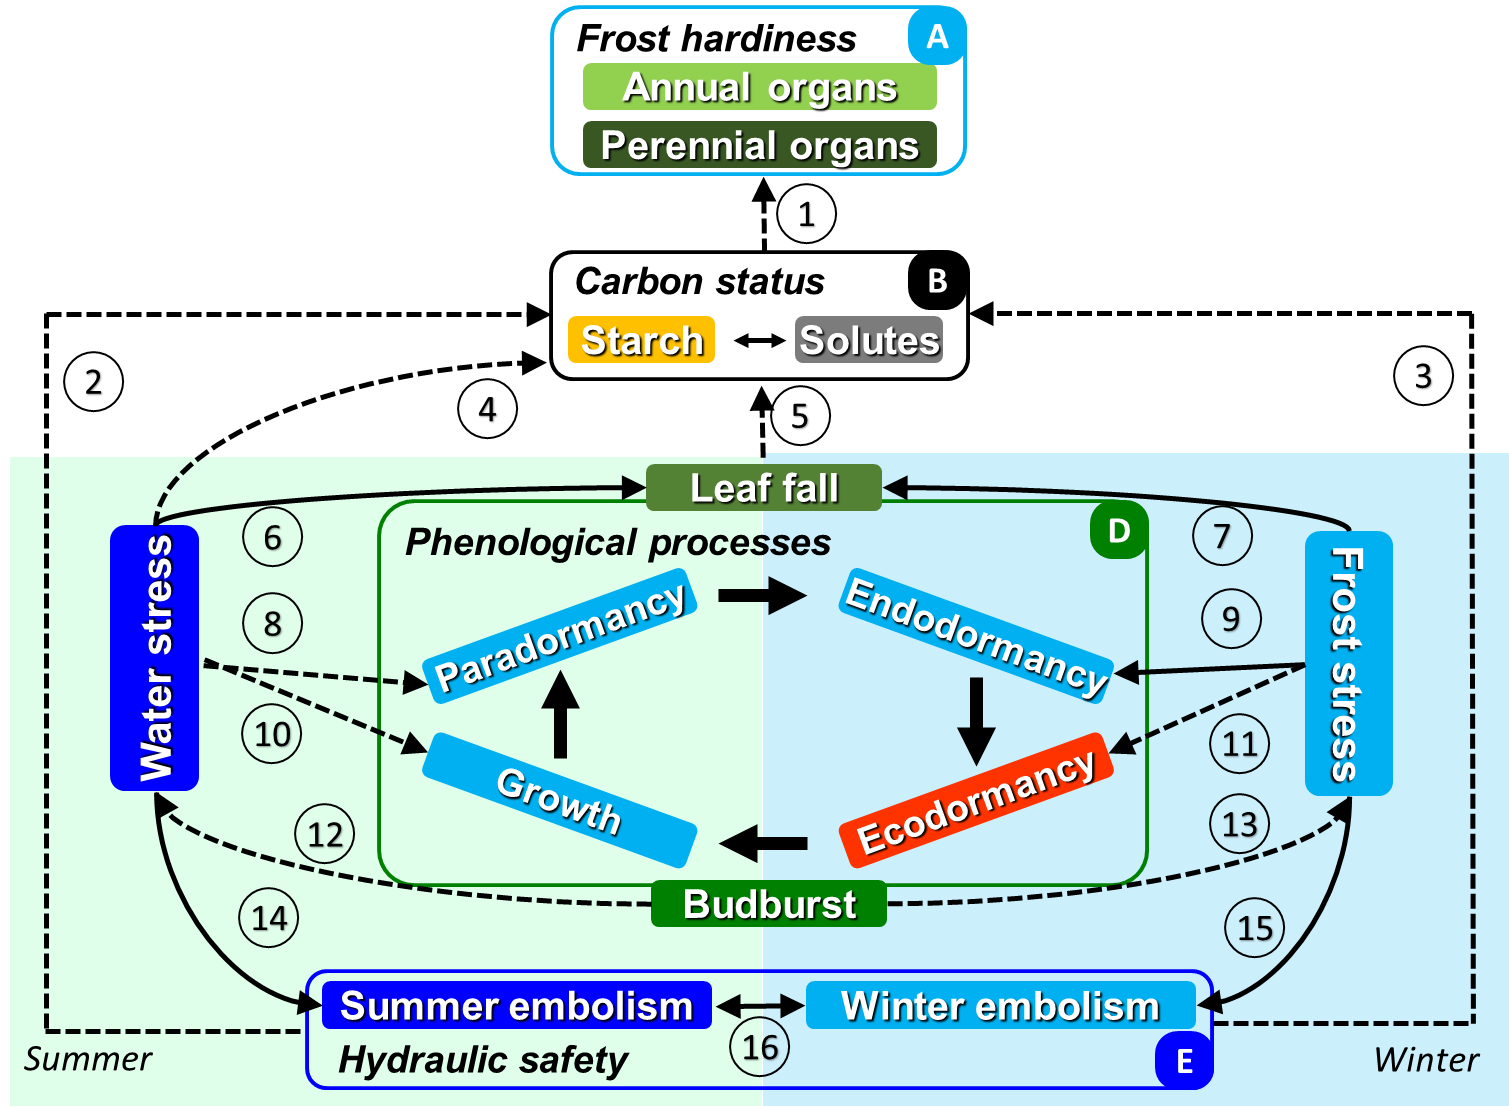 Frost hardiness
A
Annual organs
Perennial organs
1
Carbon status
B
Starch
Solutes
2
3
4
5
Leaf fall
6
7
Phenological processes
D
Water stress
Frost stress
8
9
Paradormancy
Endodormancy
10
11
Growth
Ecodormancy
12
13
Budburst
14
15
Summer embolism
Winter embolism
16
Summer
Hydraulic safety
E
Winter